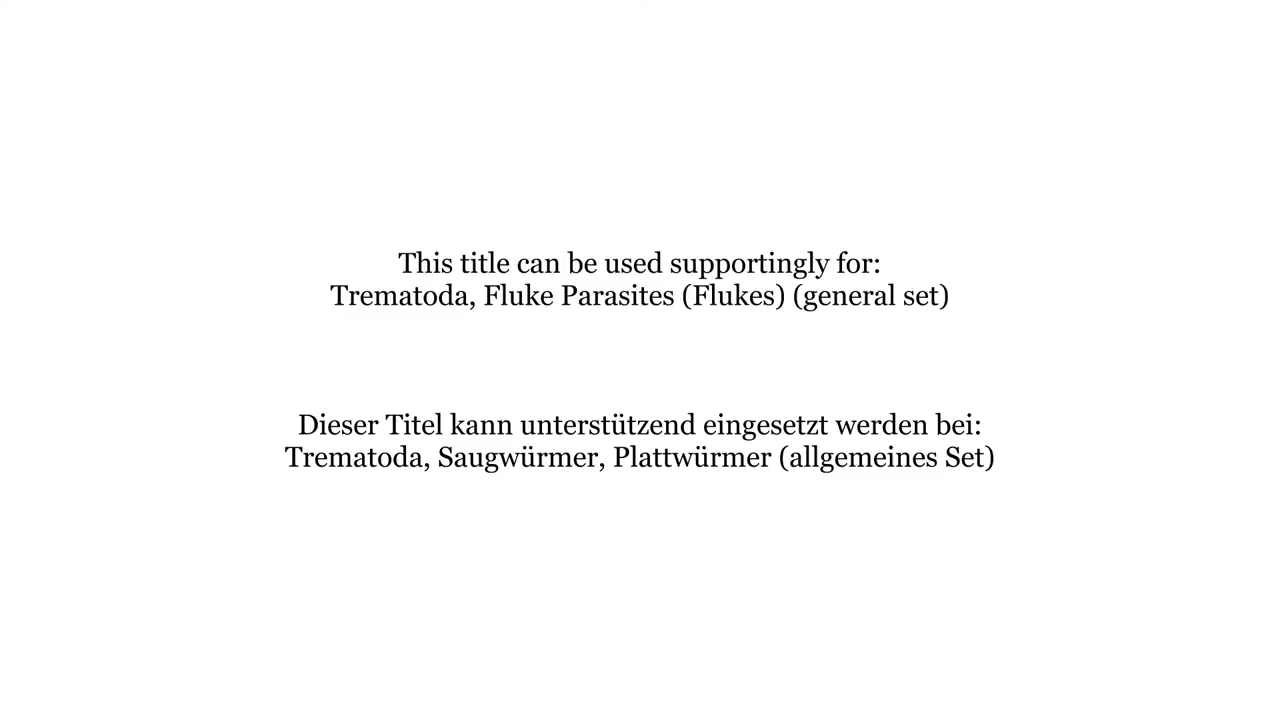 This title can be used supportingly for:
Trematoda, Fluke Parasites (Flukes) (general set)
Dieser Titel kann unterstützend eingesetzt werden bei:
Trematoda, Saugwürmer, Plattwürmer (allgemeines Set)